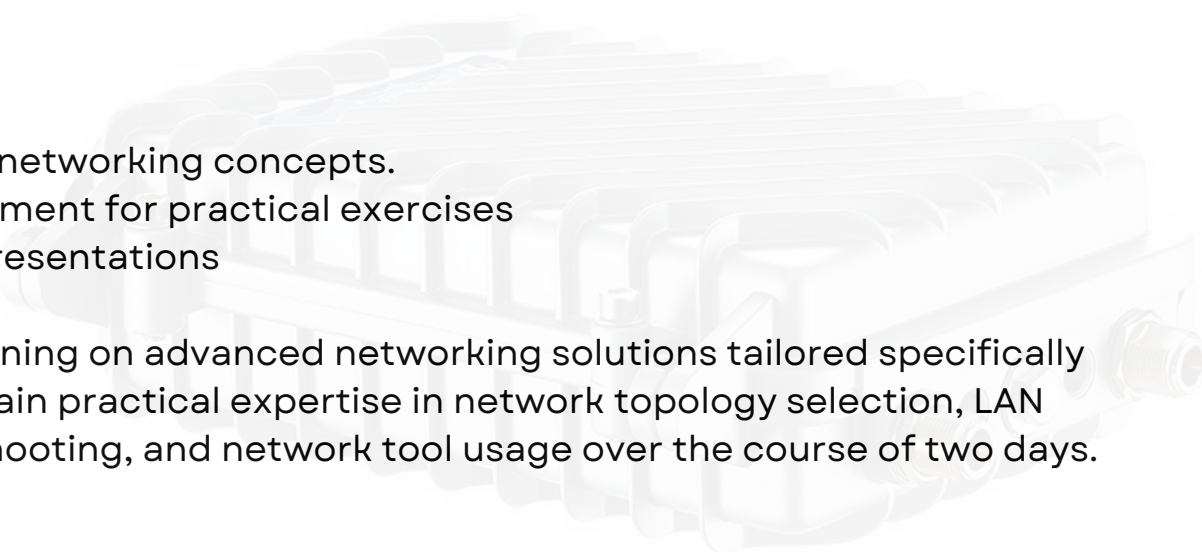 networking concepts.
ment for practical exercises
resentations
ning on advanced networking solutions tailored specifically
ain practical expertise in network topology selection, LAN
hooting, and network tool usage over the course of two days.